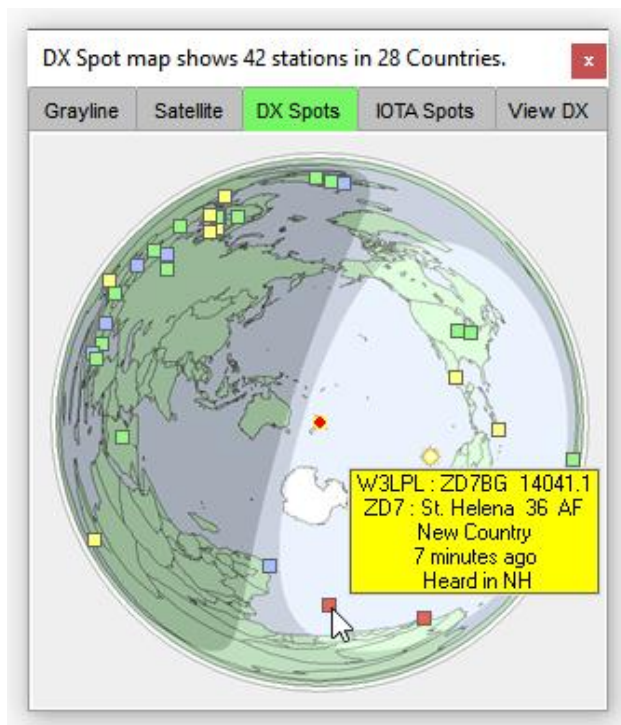 DX Spot map shows 42 stations in 28 Countries.
x
Grayline Satellite DX Spots IOTA Spots View DX
W3LPL : ZD7BG 14041.1
ZD7 : St. Helena 36 AF
New Country
7 minutes ago
Heard in NH